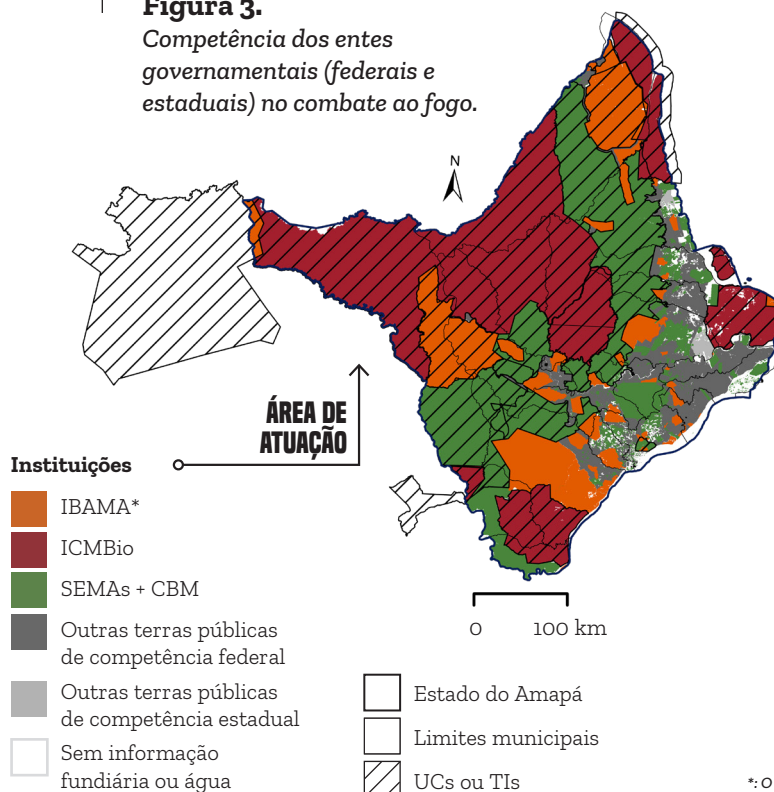 Figura 3.
Competência dos entes
governamentais (federais e
estaduais) no combate ao fogo.
N
ÁREA DE
ATUAÇÃO
Instituições
IBAMA*
ICMBio
SEMAs + CBM
Outras terras públicas
de competência federal
Outras terras públicas
de competência estadual
Sem informação
fundiária ou água
0 100 km
Estado do Amapá
Limites municipais
UCs ou TIs
*: O